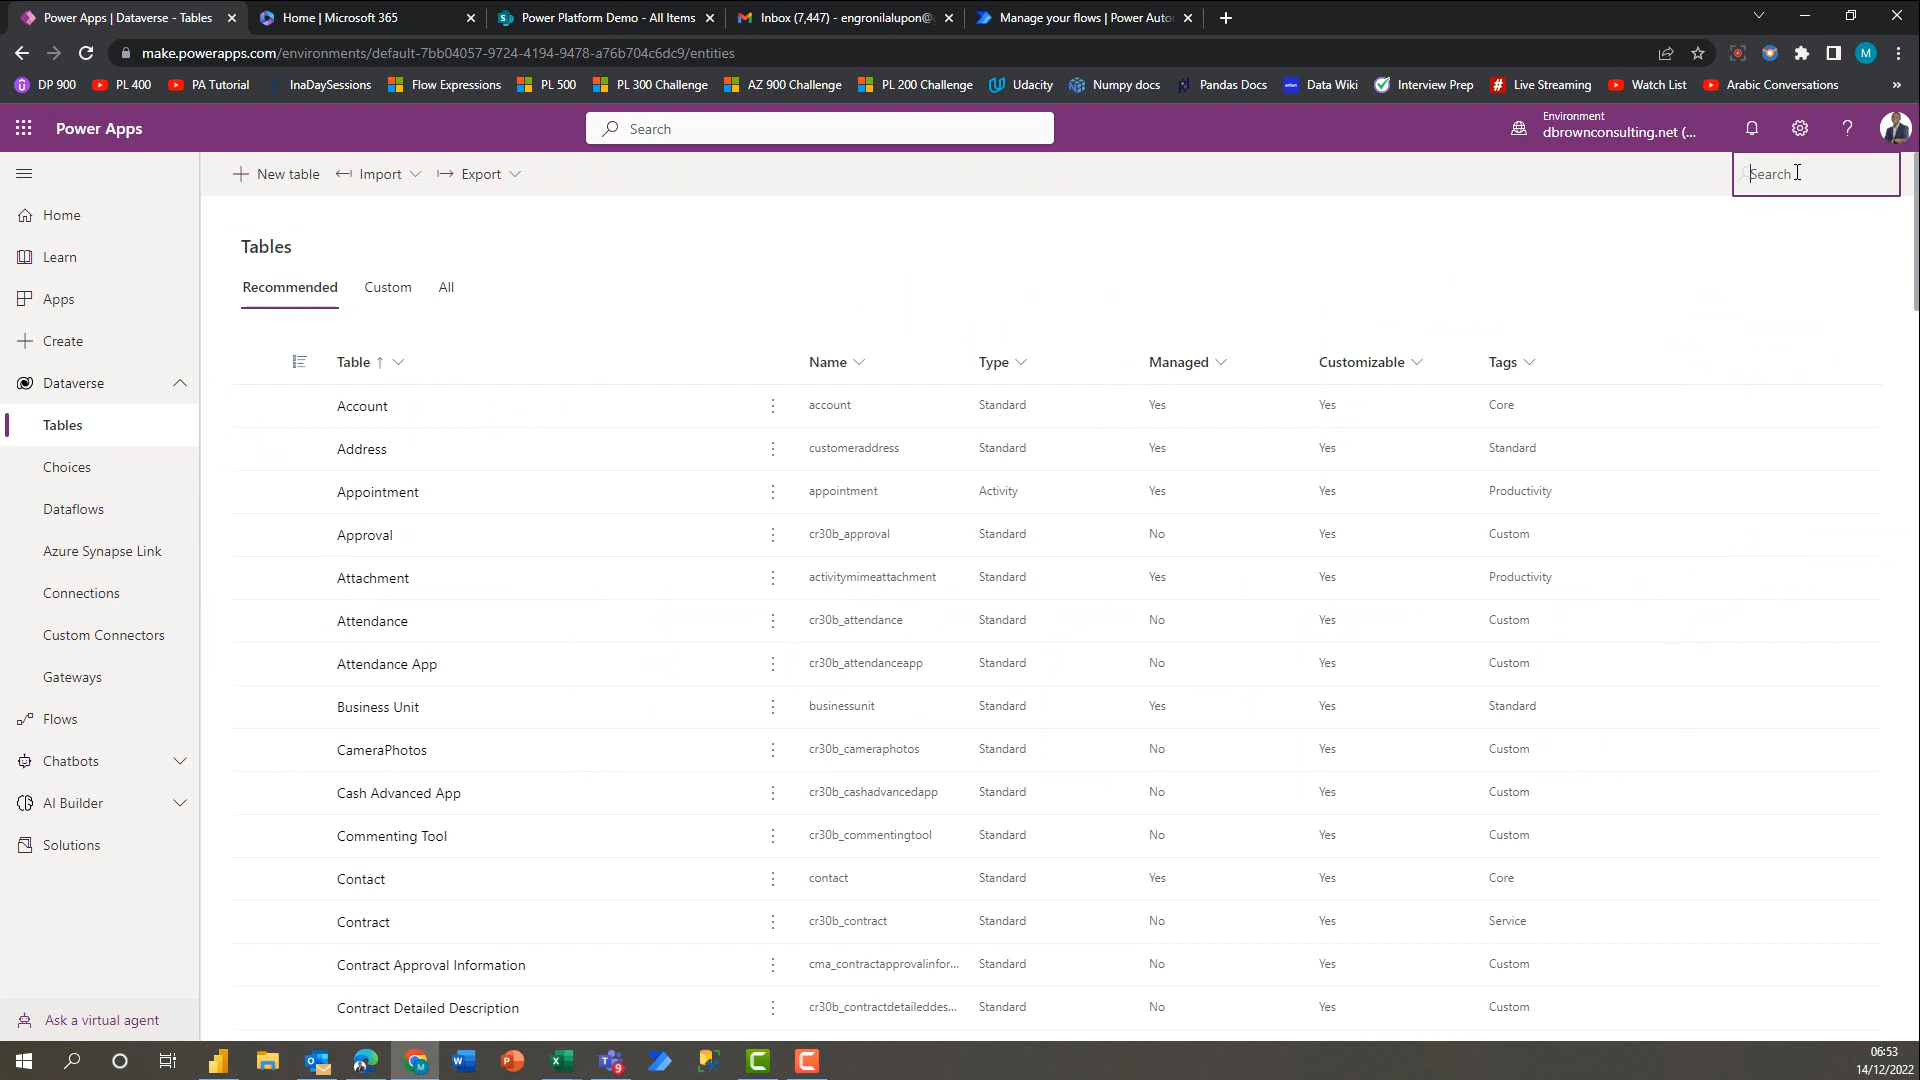 Power Apps | Dataverse - Tables
Home | Microsoft 365
Power Platform Demo - All Items
Inbox (7,447) - engronilalupon@
Manage your flows | Power Auto
make.powerapps.com/environments/default-7bb04057-9724-4194-9478-a76b704c6dc9/entities
M
DP 900
PL 400
PA Tutorial
InaDaySessions
Flow Expressions
PL 500
PL 300 Challenge
AZ 900 Challenge
PL 200 Challenge
Udacity
Numpy docs
Pandas Docs
Data Wiki
Interview Prep
Live Streaming
Watch List
Arabic Conversations
»
Power Apps
Search
Environment
dbrownconsulting.net (...
New table
Import
Export
Search
Home
Learn
Apps
Create
Dataverse
Tables
Choices
Dataflows
Azure Synapse Link
Connections
Custom Connectors
Gateways
Flows
Chatbots
AI Builder
Solutions
Ask a virtual agent
Tables
Recommended Custom All
Table ↑ Name Type Managed Customizable Tags
Account account Standard Yes Yes Core
Address customeraddress Standard Yes Yes Standard
Appointment appointment Activity Yes Yes Productivity
Approval cr30b_approval Standard No Yes Custom
Attachment activitymimeattachment Standard Yes Yes Productivity
Attendance cr30b_attendance Standard No Yes Custom
Attendance App cr30b_attendanceapp Standard No Yes Custom
Business Unit businessunit Standard Yes Yes Standard
CameraPhotos cr30b_cameraphotos Standard No Yes Custom
Cash Advanced App cr30b_cashadvancedapp Standard No Yes Custom
Commenting Tool cr30b_commentingtool Standard No Yes Custom
Contact contact Standard Yes Yes Core
Contract cr30b_contract Standard No Yes Service
Contract Approval Information cma_contractapprovalinfor... Standard No Yes Custom
Contract Detailed Description cr30b_contractdetaileddes... Standard No Yes Custom
06:53
14/12/2022